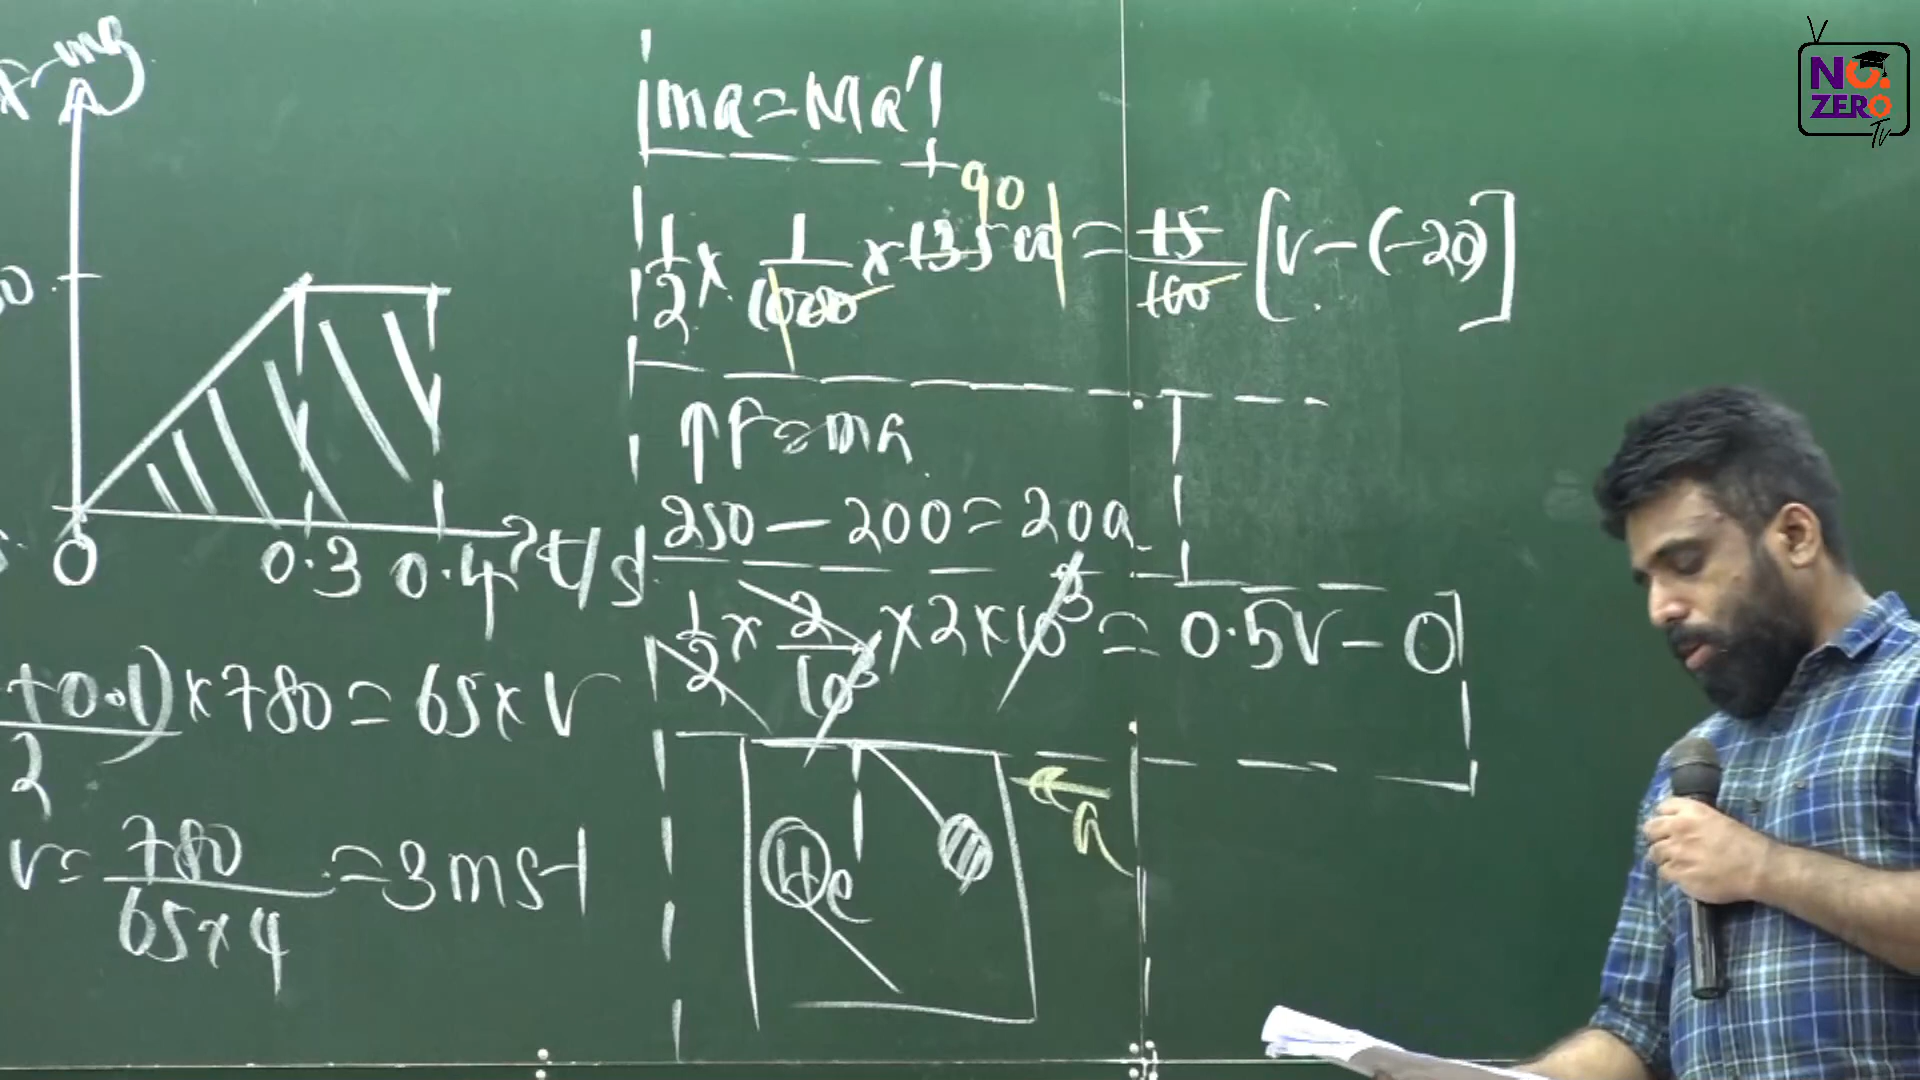 F-mg
0
0.3
0.4
t/s
+0.1)/2 × 780 = 65 × V
V = 780/(65×4) = 3 ms-1
ma = Ma'
90
1/2 × 1/1000 × 13500 = 15/100 [V - (-20)]
↑F = ma
250 - 200 = 20a
1/2 × 2/10³ × 2 × 10³ = 0.5V - 0
He
a
NO.
ZERO
Tv